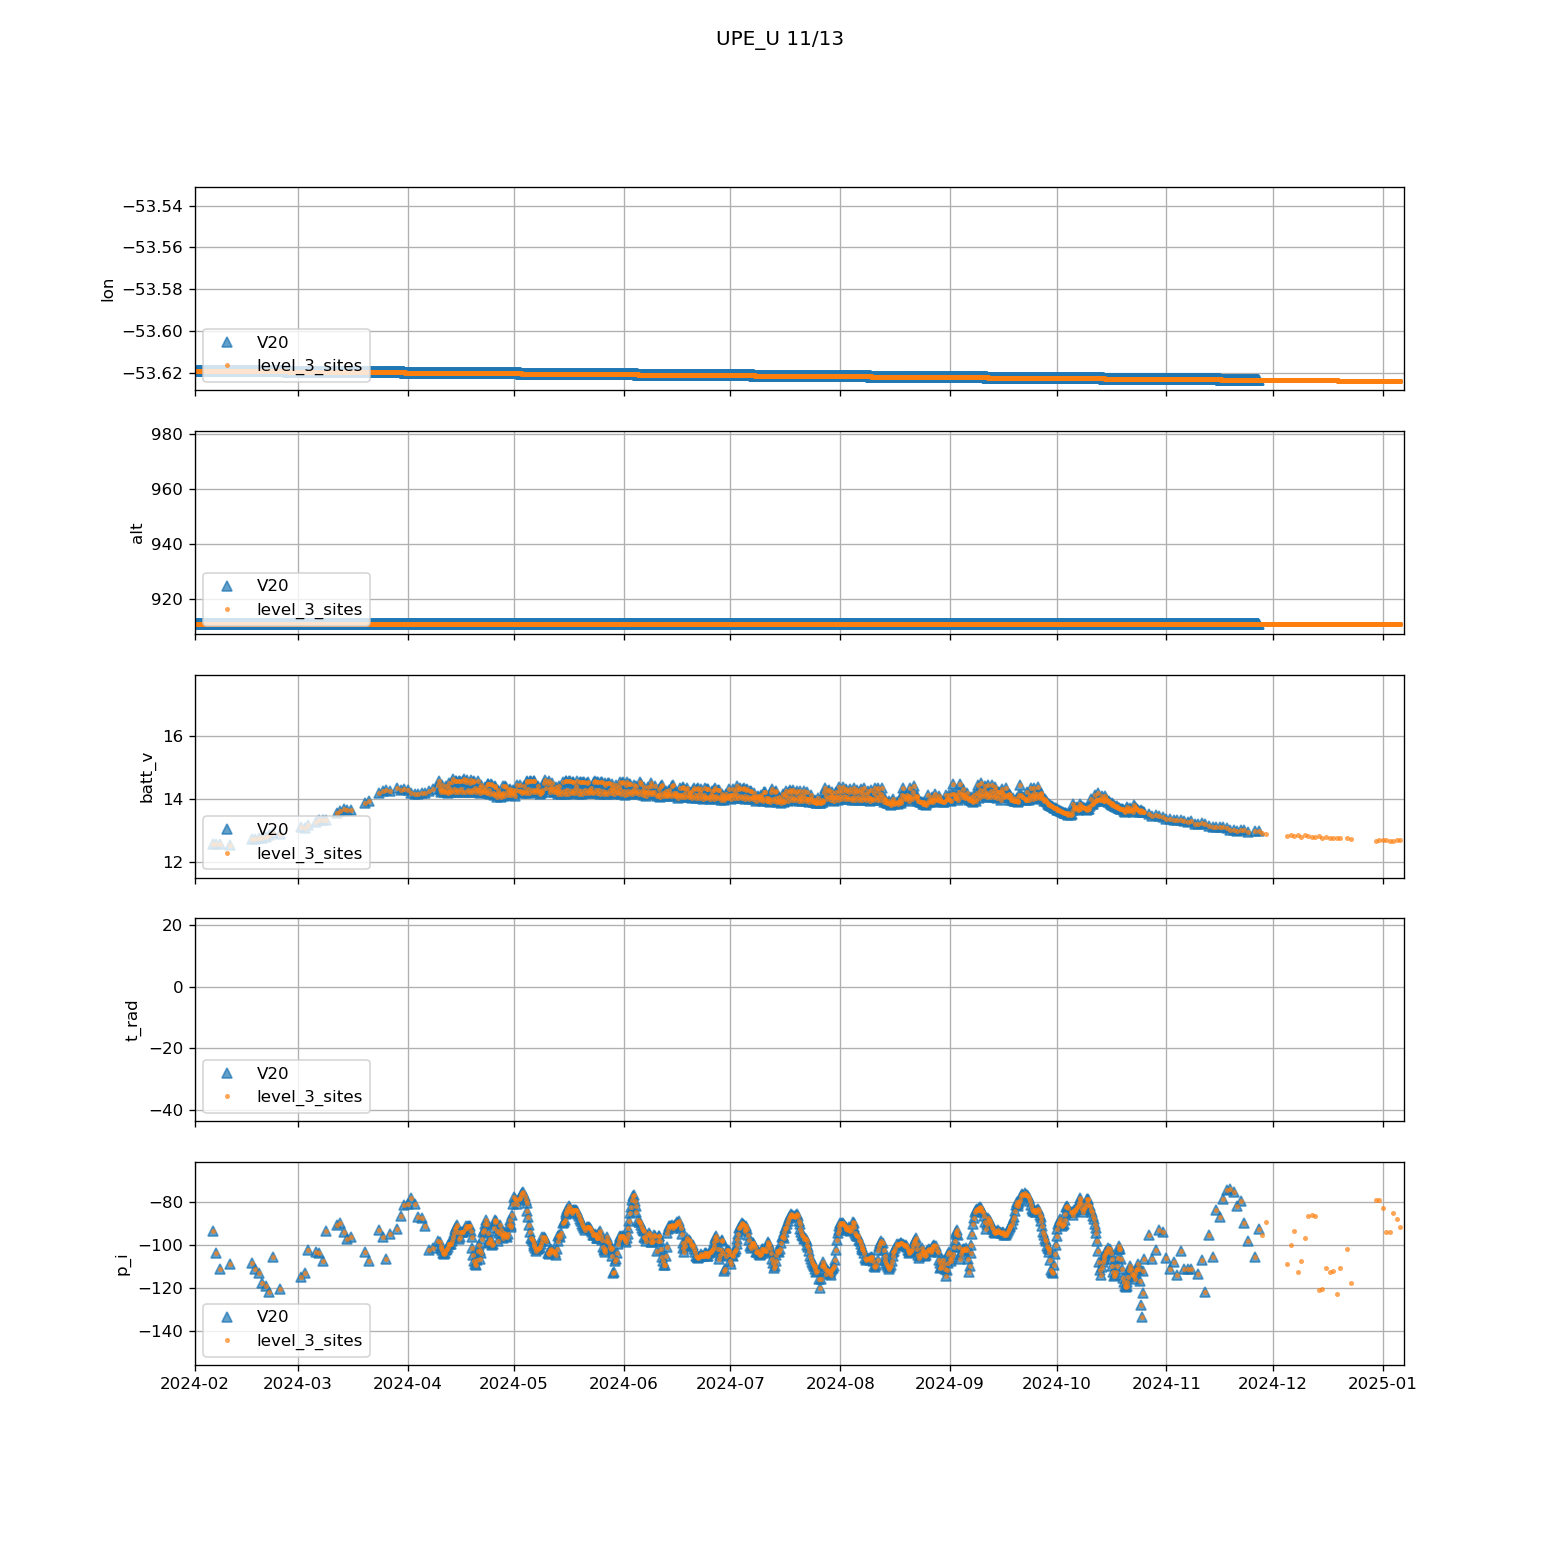 UPE_U 11/13
−53.54
−53.56
−53.58
−53.60
−53.62
lon
V20
level_3_sites
980
960
940
920
alt
V20
level_3_sites
16
14
12
batt_v
V20
level_3_sites
20
0
−20
−40
t_rad
V20
level_3_sites
−80
−100
−120
−140
p_i
V20
level_3_sites
2024-02 2024-03 2024-04 2024-05 2024-06 2024-07 2024-08 2024-09 2024-10 2024-11 2024-12 2025-01